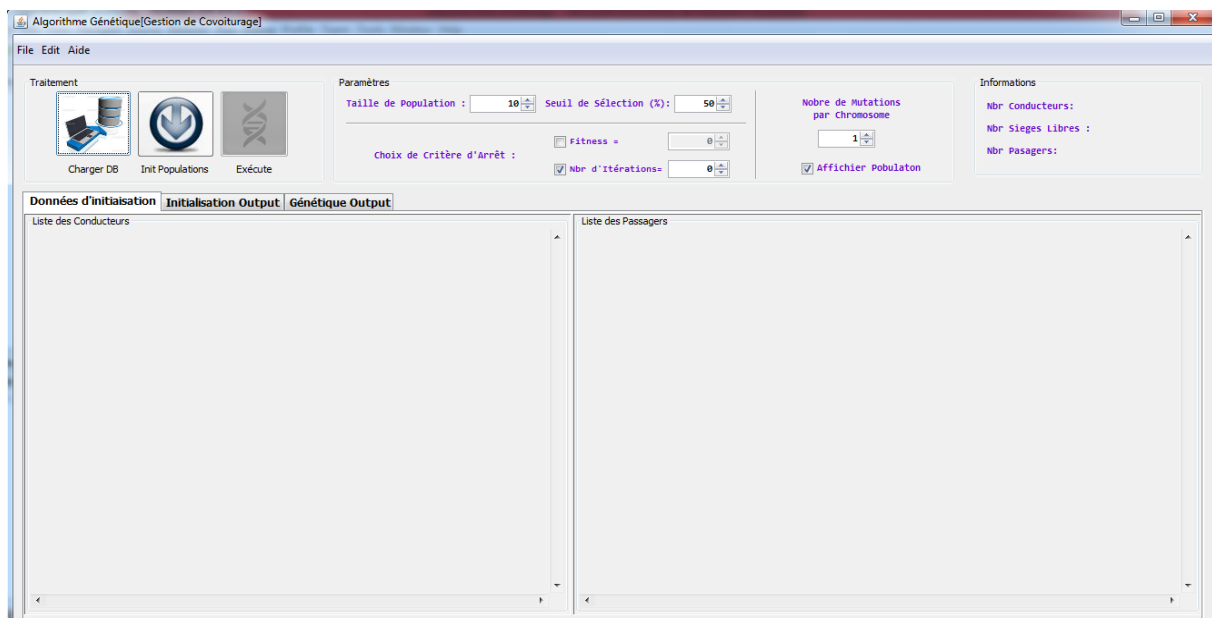 Algorithme Génétique[Gestion de Covoiturage]
File Edit Aide
Traitement
Charger DB
Init Populations
Exécute
Paramètres
Taille de Population : 10
Seuil de Sélection (%): 50
Choix de Critère d'Arrêt :
Fitness = 0
Nbr d'Itérations= 0
Nobre de Mutations
par Chromosome
1
Affichier Pobulaton
Informations
Nbr Conducteurs:
Nbr Sieges Libres :
Nbr Pasagers:
Données d'initiaisation
Initialisation Output
Génétique Output
Liste des Conducteurs
Liste des Passagers